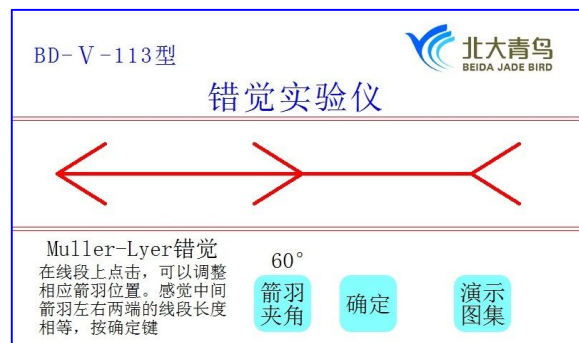 BD-Ⅴ-113型
北大青鸟
BEIDA JADE BIRD
错觉实验仪
Muller-Lyer错觉
在线段上点击，可以调整
相应箭羽位置。感觉中间
箭羽左右两端的线段长度
相等，按确定键
60°
箭羽
夹角
确定
演示
图集